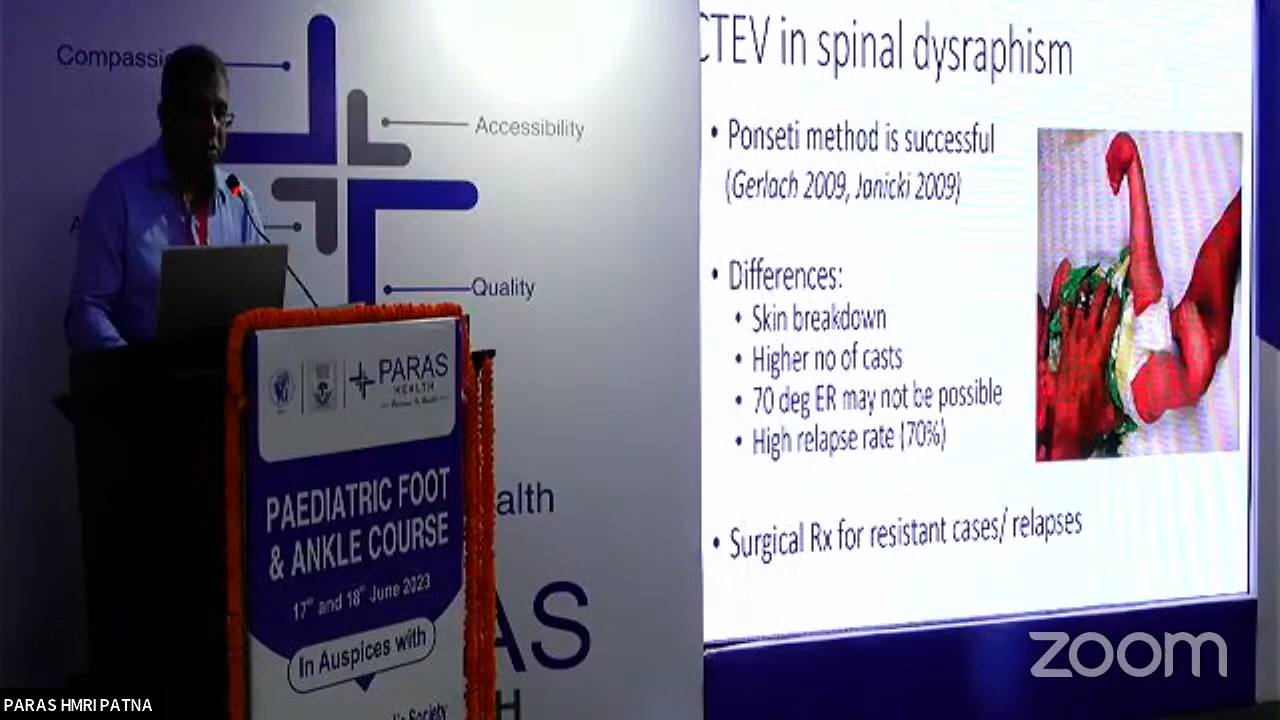 Compassi
Accessibility
A
Quality
alth
AS
H
PARAS
HEALTH
PAEDIATRIC FOOT
& ANKLE COURSE
17th and 18th June 2023
In Auspices with
Society
CTEV in spinal dysraphism
• Ponseti method is successful
(Gerlach 2009, Janicki 2009)
• Differences:
• Skin breakdown
• Higher no of casts
• 70 deg ER may not be possible
• High relapse rate (70%)
• Surgical Rx for resistant cases/ relapses
zoom
PARAS HMRI PATNA